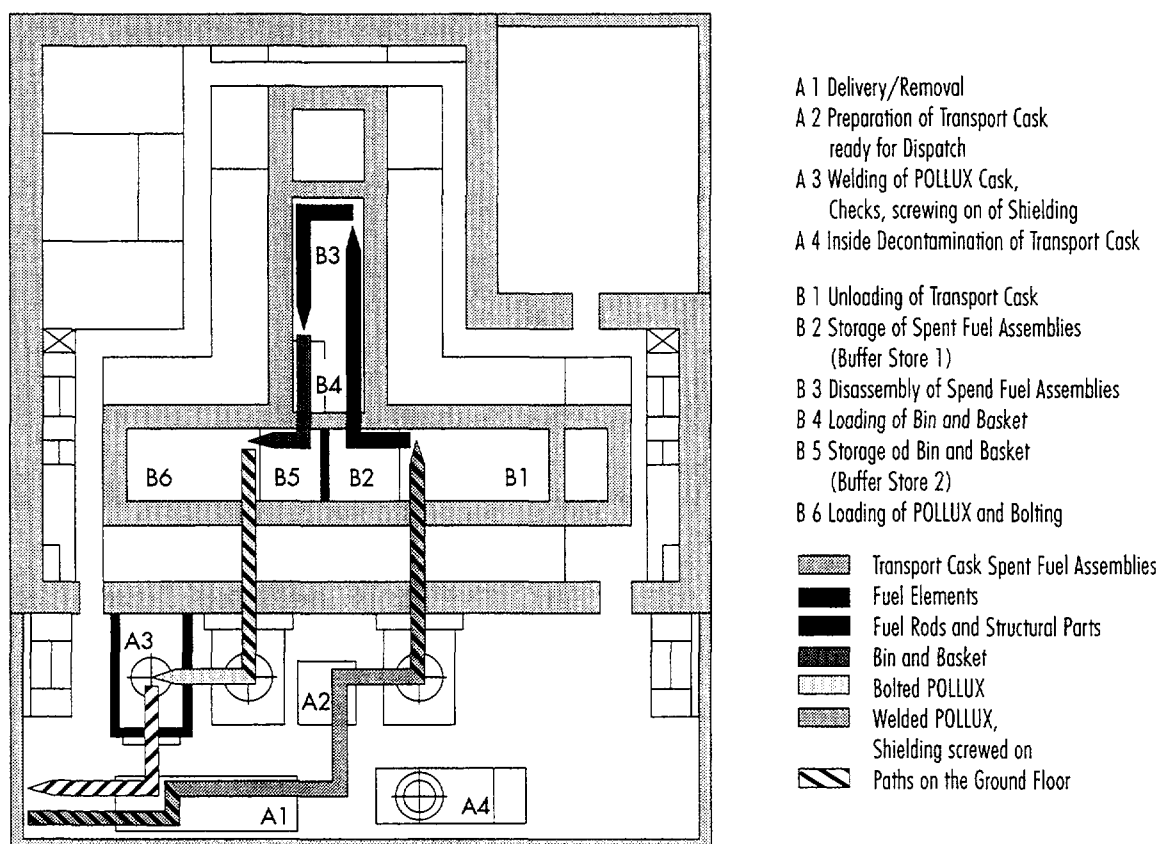 B3
B4
B6
B5
B2
B1
A3
A2
A1
A4
A 1 Delivery/Removal
A 2 Preparation of Transport Cask
ready for Dispatch
A 3 Welding of POLLUX Cask,
Checks, screwing on of Shielding
A 4 Inside Decontamination of Transport Cask
B 1 Unloading of Transport Cask
B 2 Storage of Spent Fuel Assemblies
(Buffer Store 1)
B 3 Disassembly of Spend Fuel Assemblies
B 4 Loading of Bin and Basket
B 5 Storage od Bin and Basket
(Buffer Store 2)
B 6 Loading of POLLUX and Bolting
Transport Cask Spent Fuel Assemblies
Fuel Elements
Fuel Rods and Structural Parts
Bin and Basket
Bolted POLLUX
Welded POLLUX,
Shielding screwed on
Paths on the Ground Floor